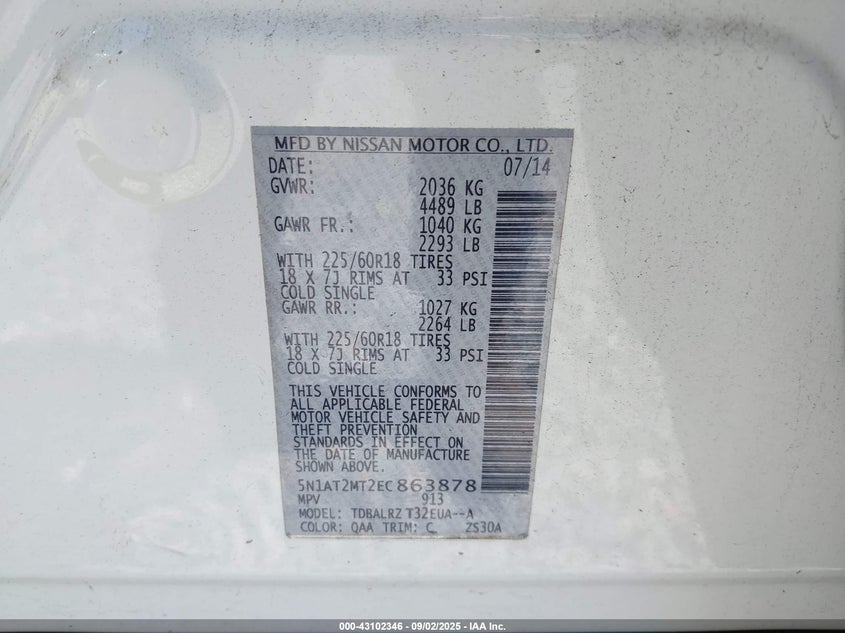 MFD BY NISSAN MOTOR CO., LTD.
DATE: 07/14
GVWR: 2036 KG
4489 LB
GAWR FR.: 1040 KG
2293 LB
WITH 225/60R18 TIRES
18 X 7J RIMS AT 33 PSI
COLD SINGLE
GAWR RR.: 1027 KG
2264 LB
WITH 225/60R18 TIRES
18 X 7J RIMS AT 33 PSI
COLD SINGLE
THIS VEHICLE CONFORMS TO
ALL APPLICABLE FEDERAL
MOTOR VEHICLE SAFETY AND
THEFT PREVENTION
STANDARDS IN EFFECT ON
THE DATE OF MANUFACTURE
SHOWN ABOVE.
5N1AT2MT2EC863878
MPV 913
MODEL: TDBALRZ T32EUA--A
COLOR: QAA TRIM: C 2S30A
000-43102346 - 09/02/2025 - IAA Inc.